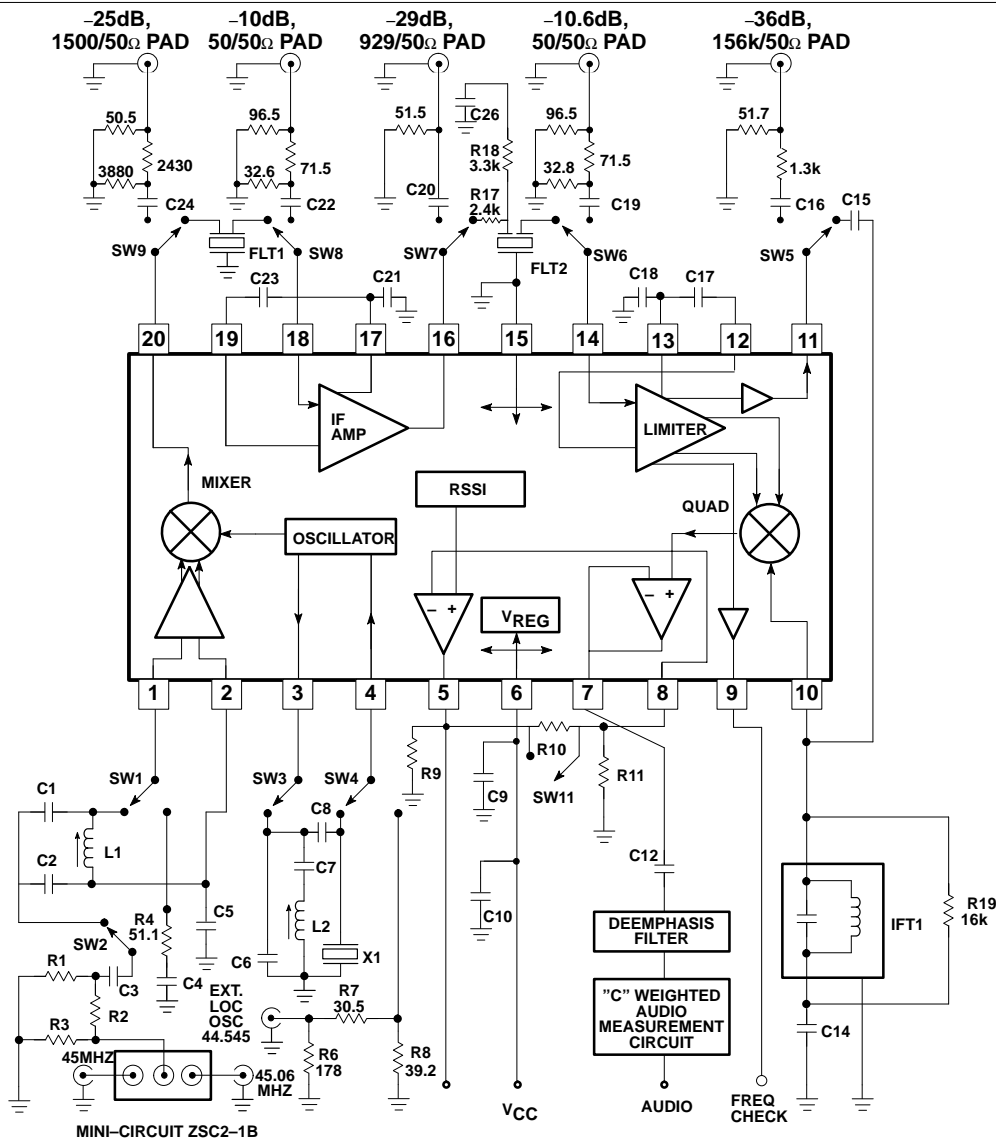 –25dB,
1500/50Ω PAD
–10dB,
50/50Ω PAD
–29dB,
929/50Ω PAD
–10.6dB,
50/50Ω PAD
–36dB,
156k/50Ω PAD
50.5
2430
3880
C24
96.5
71.5
32.6
C22
51.5
C20
C26
R18
3.3k
R17
2.4k
96.5
71.5
32.8
C19
51.7
1.3k
C16
C15
SW9
FLT1
SW8
SW7
FLT2
SW6
SW5
C23
C21
C18
C17
20
19
18
17
16
15
14
13
12
11
IF
AMP
LIMITER
MIXER
RSSI
QUAD
OSCILLATOR
– +
VREG
– +
1
2
3
4
5
6
7
8
9
10
SW1
C1
L1
C2
R4
51.1
C5
SW2
C4
R1
C3
R2
R3
45MHZ
45.06
MHZ
MINI–CIRCUIT ZSC2–1B
SW3
SW4
C8
C7
L2
C6
X1
EXT.
LOC
OSC
44.545
R7
30.5
R6
178
R8
39.2
R9
R10
C9
SW11
R11
C10
VCC
C12
DEEMPHASIS
FILTER
"C" WEIGHTED
AUDIO
MEASUREMENT
CIRCUIT
AUDIO
FREQ
CHECK
IFT1
R19
16k
C14